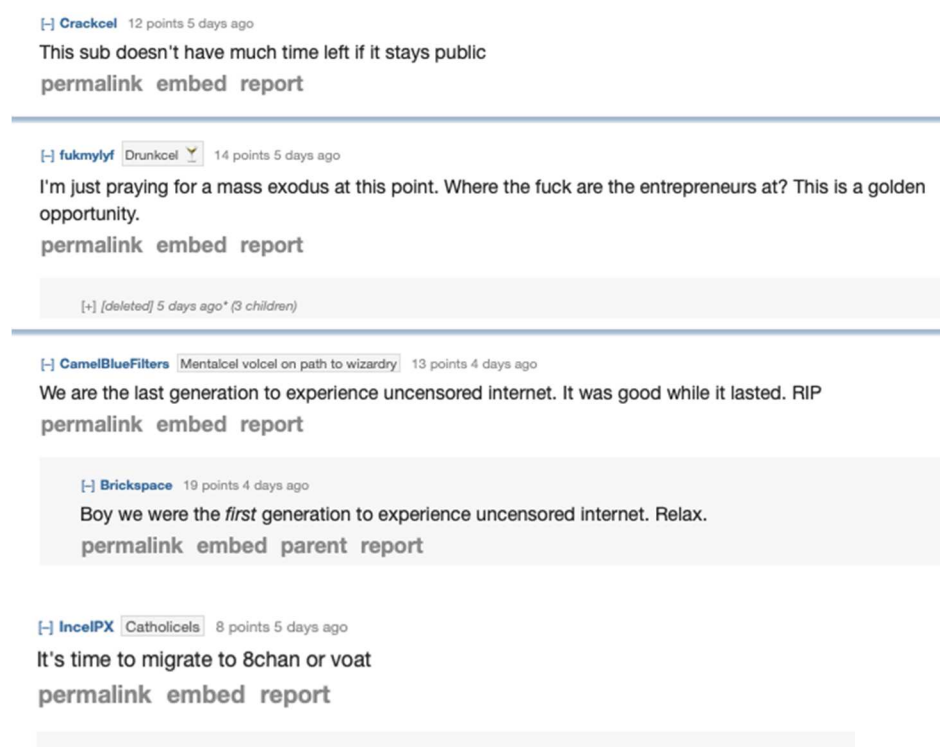 [–] Crackcel 12 points 5 days ago
This sub doesn't have much time left if it stays public
permalink embed report
[–] fukmylyf Drunkcel 🍸 14 points 5 days ago
I'm just praying for a mass exodus at this point. Where the fuck are the entrepreneurs at? This is a golden
opportunity.
permalink embed report
[+] [deleted] 5 days ago* (3 children)
[–] CamelBlueFilters Mentalcel volcel on path to wizardry 13 points 4 days ago
We are the last generation to experience uncensored internet. It was good while it lasted. RIP
permalink embed report
[–] Brickspace 19 points 4 days ago
Boy we were the first generation to experience uncensored internet. Relax.
permalink embed parent report
[–] IncelPX Catholicels 8 points 5 days ago
It's time to migrate to 8chan or voat
permalink embed report